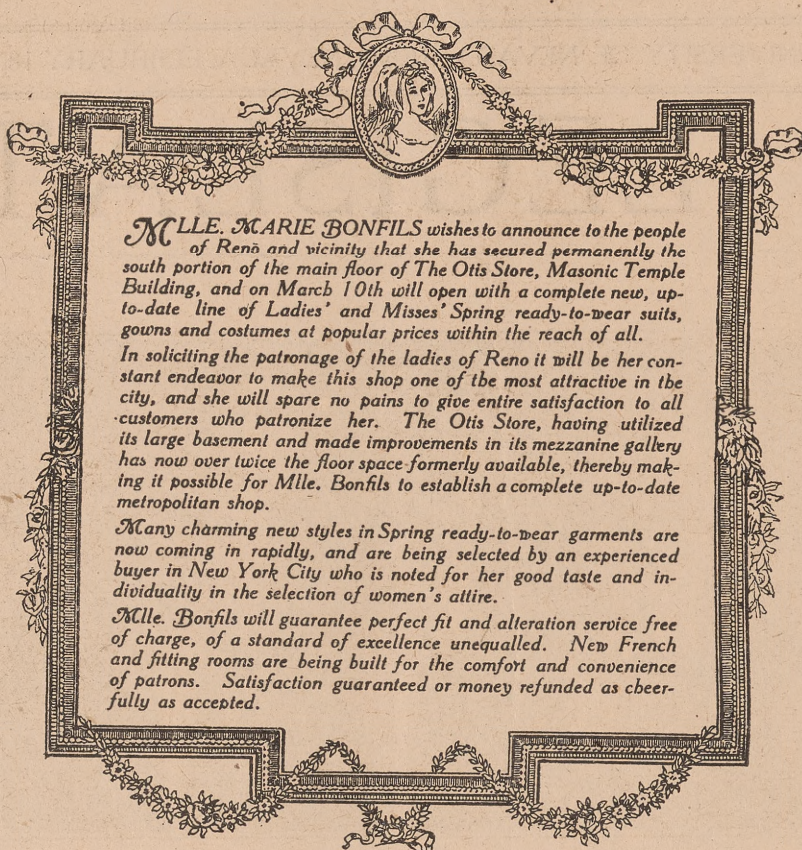 MLLE. MARIE BONFILS wishes to announce to the people
of Reno and vicinity that she has secured permanently the
south portion of the main floor of The Otis Store, Masonic Temple
Building, and on March 10th will open with a complete new, up-
to-date line of Ladies' and Misses' Spring ready-to-wear suits,
gowns and costumes at popular prices within the reach of all.
In soliciting the patronage of the ladies of Reno it will be her con-
stant endeavor to make this shop one of the most attractive in the
city, and she will spare no pains to give entire satisfaction to all
customers who patronize her. The Otis Store, having utilized
its large basement and made improvements in its mezzanine gallery
has now over twice the floor space formerly available, thereby mak-
ing it possible for Mlle. Bonfils to establish a complete up-to-date
metropolitan shop.
Many charming new styles in Spring ready-to-wear garments are
now coming in rapidly, and are being selected by an experienced
buyer in New York City who is noted for her good taste and in-
dividuality in the selection of women's attire.
Mlle. Bonfils will guarantee perfect fit and alteration service free
of charge, of a standard of excellence unequalled. New French
and fitting rooms are being built for the comfort and convenience
of patrons. Satisfaction guaranteed or money refunded as cheer-
fully as accepted.